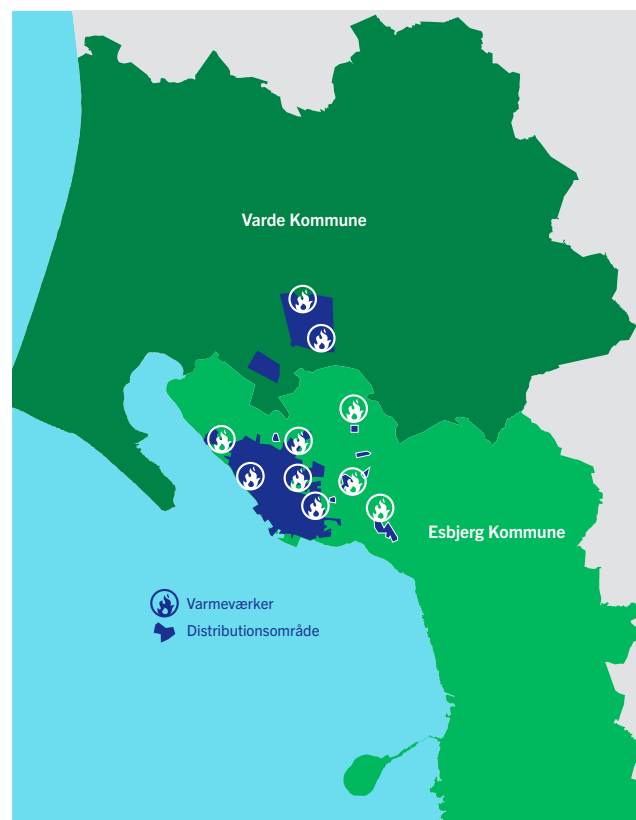 Varde Kommune
Esbjerg Kommune
Varmeværker
Distributionsområde